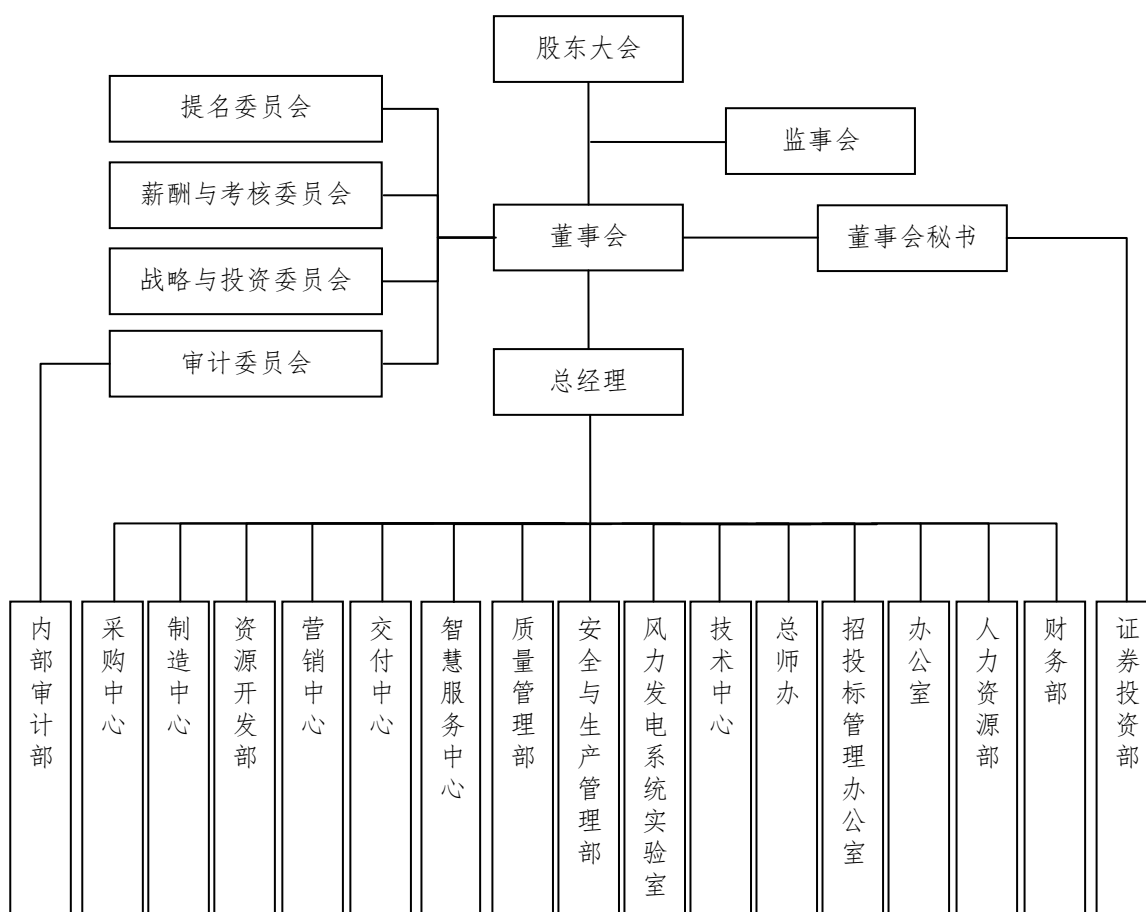 股东大会
提名委员会
监事会
薪酬与考核委员会
董事会
董事会秘书
战略与投资委员会
审计委员会
总经理
内部审计部
采购中心
制造中心
资源开发部
营销中心
交付中心
智慧服务中心
质量管理部
安全与生产管理部
风力发电系统实验室
技术中心
总师办
招投标管理办公室
办公室
人力资源部
财务部
证券投资部